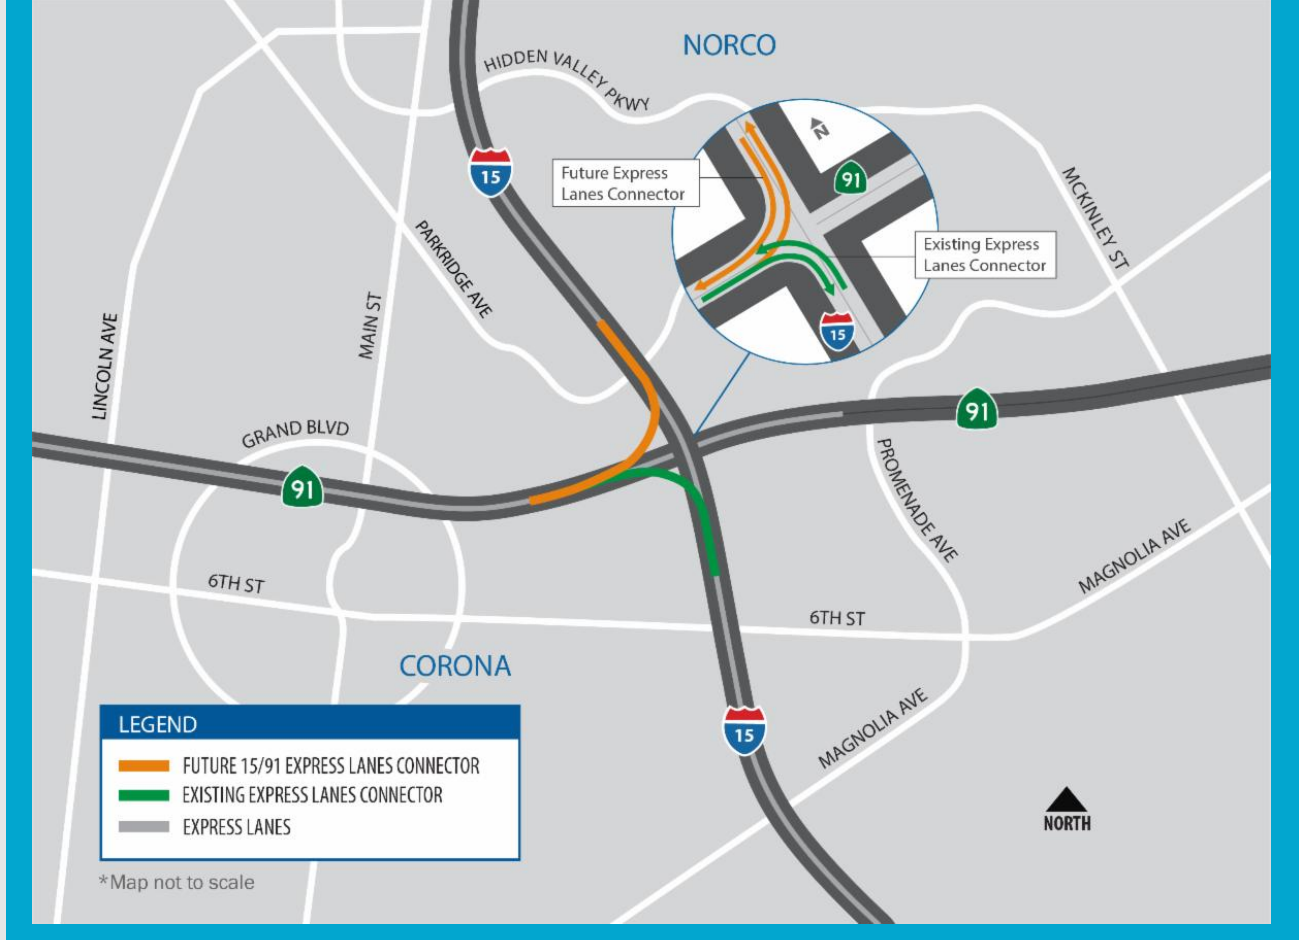 NORCO
HIDDEN VALLEY PKWY
N
15
Future Express
Lanes Connector
91
MCKINLEY ST
PARKRIDGE AVE
Existing Express
Lanes Connector
MAIN ST
LINCOLN AVE
15
91
GRAND BLVD
91
PROMENADE AVE
MAGNOLIA AVE
6TH ST
6TH ST
CORONA
MAGNOLIA AVE
15
LEGEND
FUTURE 15/91 EXPRESS LANES CONNECTOR
EXISTING EXPRESS LANES CONNECTOR
EXPRESS LANES
NORTH
*Map not to scale